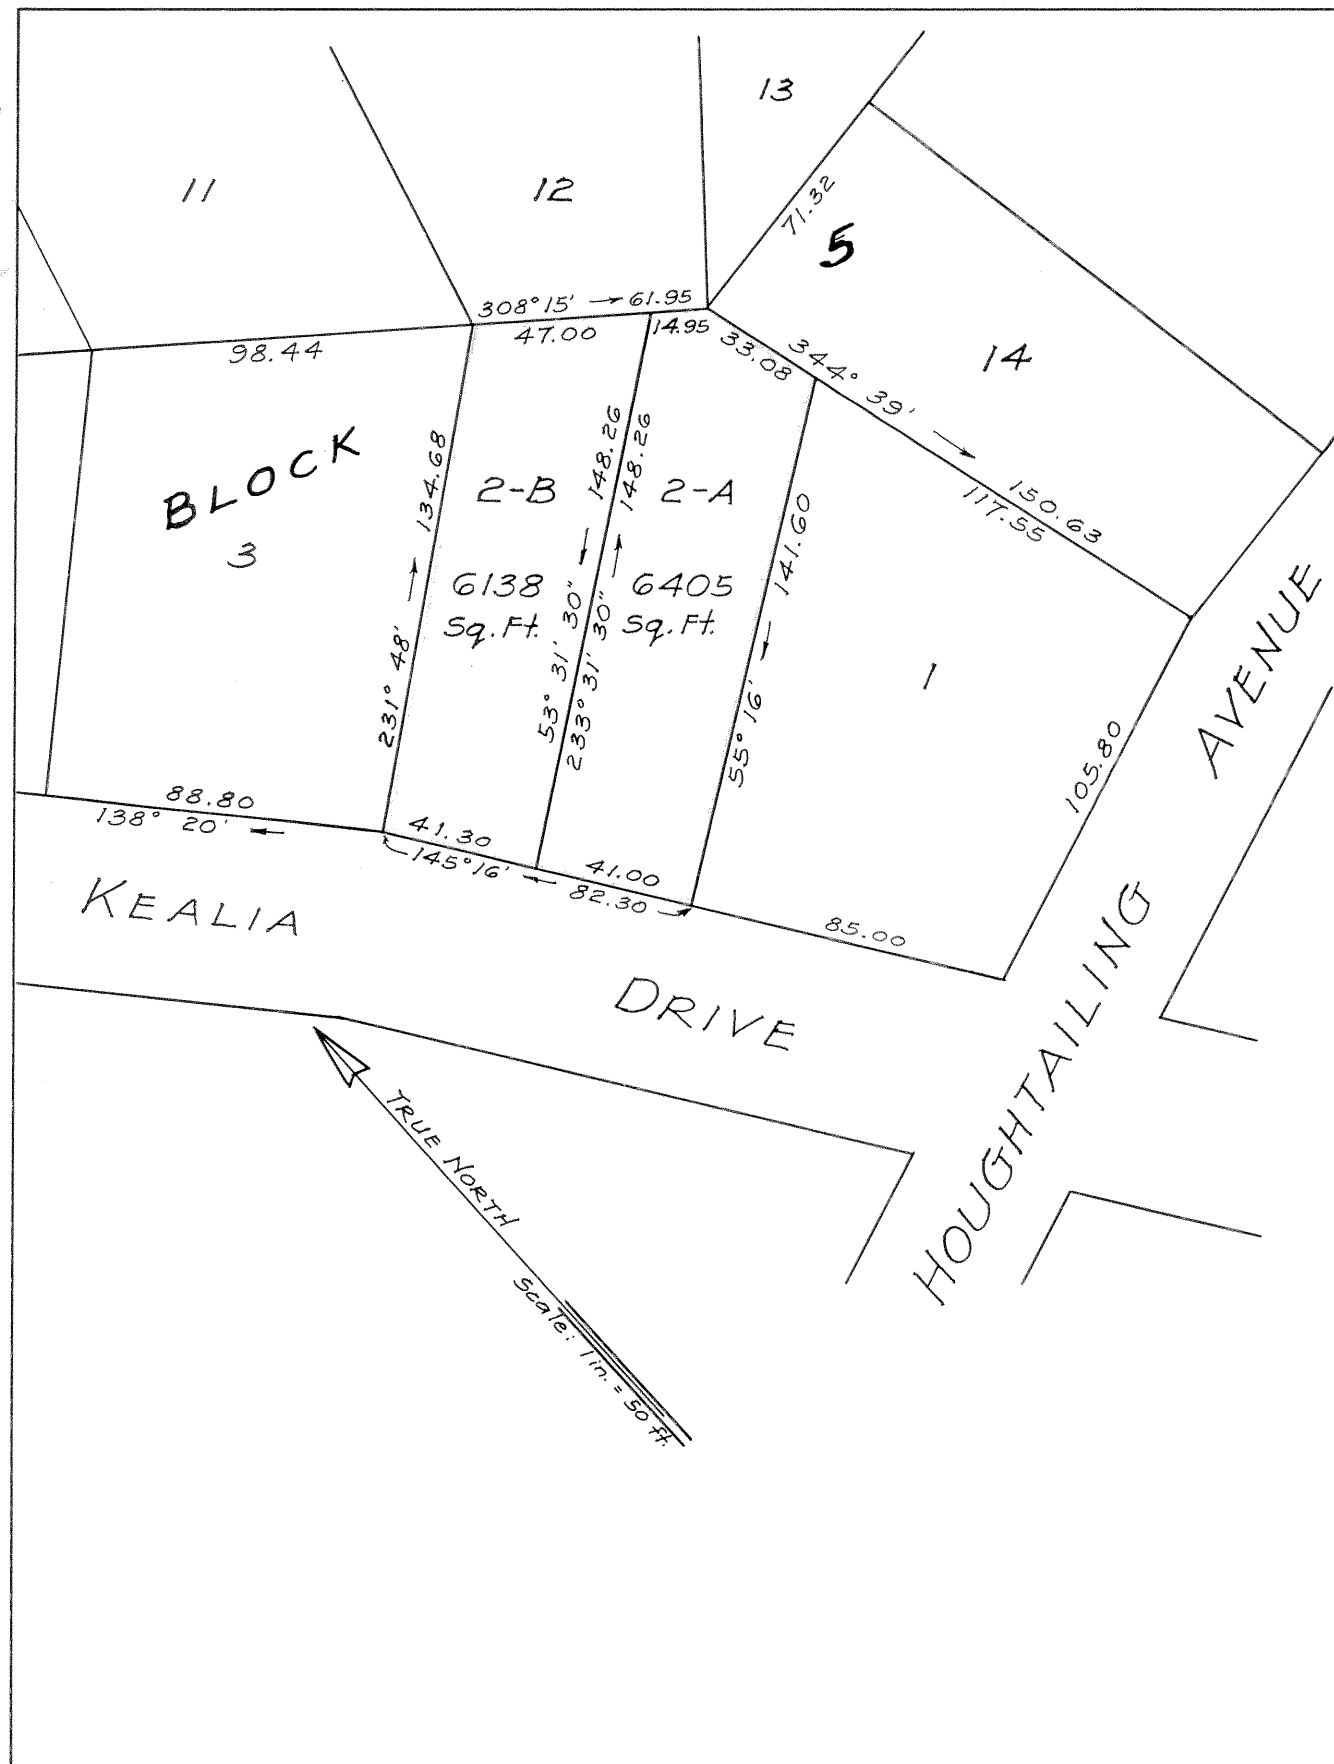 13
11
12
71.32
5
308° 15' → 61.95
47.00
14.95
98.44
33.08
344° 39' →
14
150.63
117.55
BLOCK
3
231° 48' → 134.68
2-B
6138
Sq. Ft.
53° 31' 30" ← 148.26
233° 31' 30" → 148.26
2-A
6405
Sq. Ft.
55° 16' ← 141.60
1
105.80
88.80
138° 20' ←
41.30
145° 16' ←
41.00
82.30
85.00
KEALIA DRIVE
HOUGHTAILING AVENUE
TRUE NORTH
Scale: 1 in. = 50 ft.